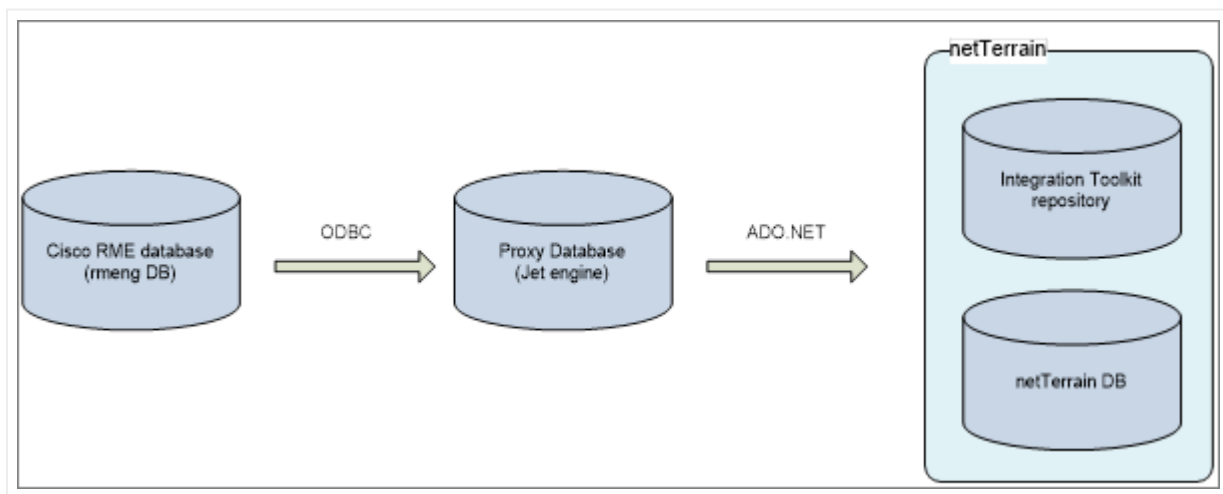 netTerrain
Integration Toolkit
repository
Cisco RME database
(rmeng DB)
ODBC
Proxy Database
(Jet engine)
ADO.NET
netTerrain DB